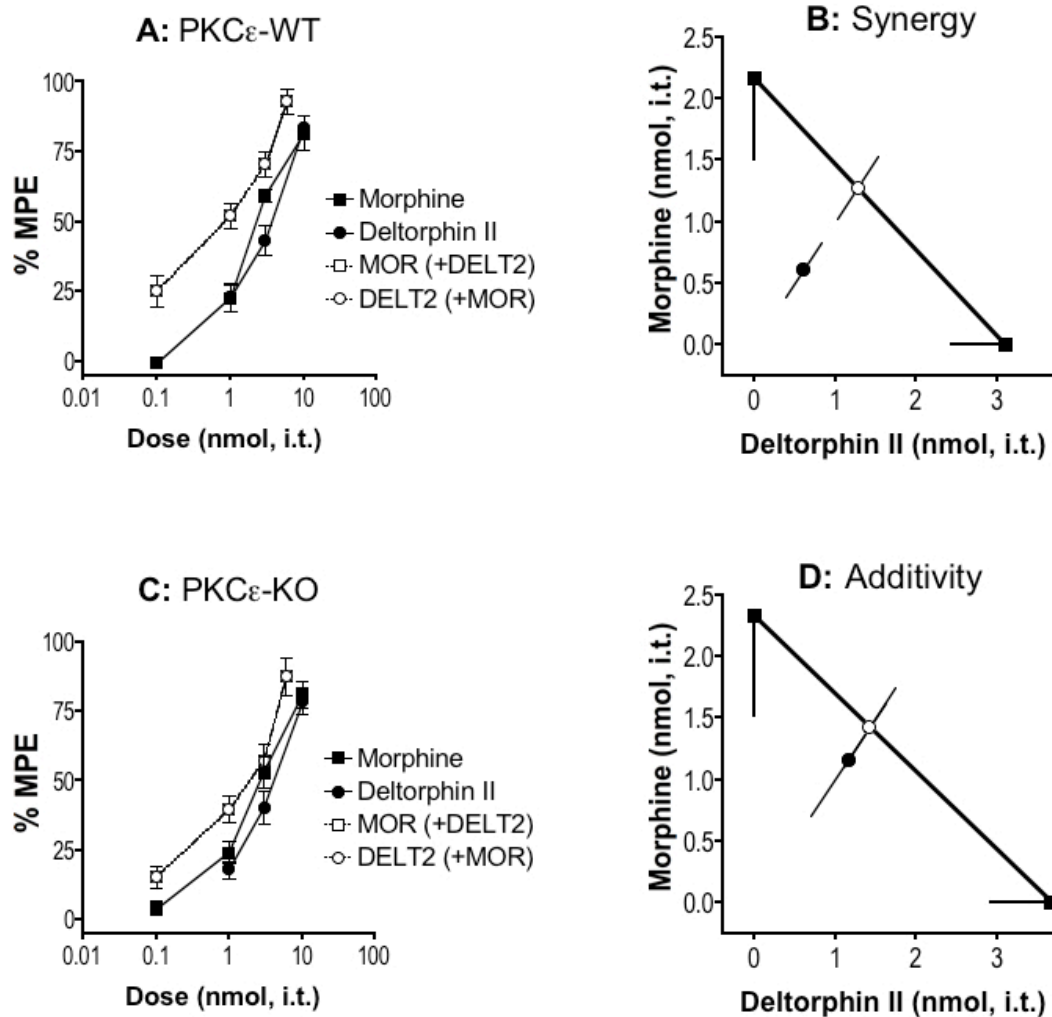 A: PKCε-WT
% MPE
100
75
50
25
0
0.01 0.1 1 10 100
Dose (nmol, i.t.)
Morphine
Deltorphin II
MOR (+DELT2)
DELT2 (+MOR)
B: Synergy
Morphine (nmol, i.t.)
2.5
2.0
1.5
1.0
0.5
0.0
0 1 2 3
Deltorphin II (nmol, i.t.)
C: PKCε-KO
% MPE
100
75
50
25
0
0.01 0.1 1 10 100
Dose (nmol, i.t.)
Morphine
Deltorphin II
MOR (+DELT2)
DELT2 (+MOR)
D: Additivity
Morphine (nmol, i.t.)
2.5
2.0
1.5
1.0
0.5
0.0
0 1 2 3
Deltorphin II (nmol, i.t.)